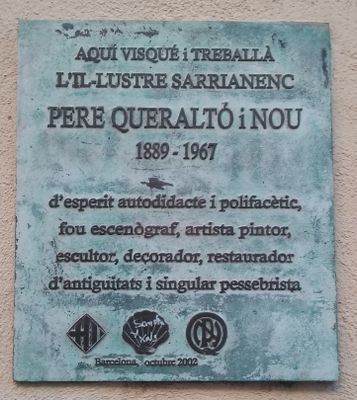 AQUÍ VISQUÉ i TREBALLÀ
L'IL-LUSTRE SARRIANENC
PERE QUERALTÓ i NOU
1889 - 1967
d'esperit autodidacte i polifacètic,
fou escenògraf, artista pintor,
escultor, decorador, restaurador
d'antiguitats i singular pessebrista
Barcelona, octubre 2002